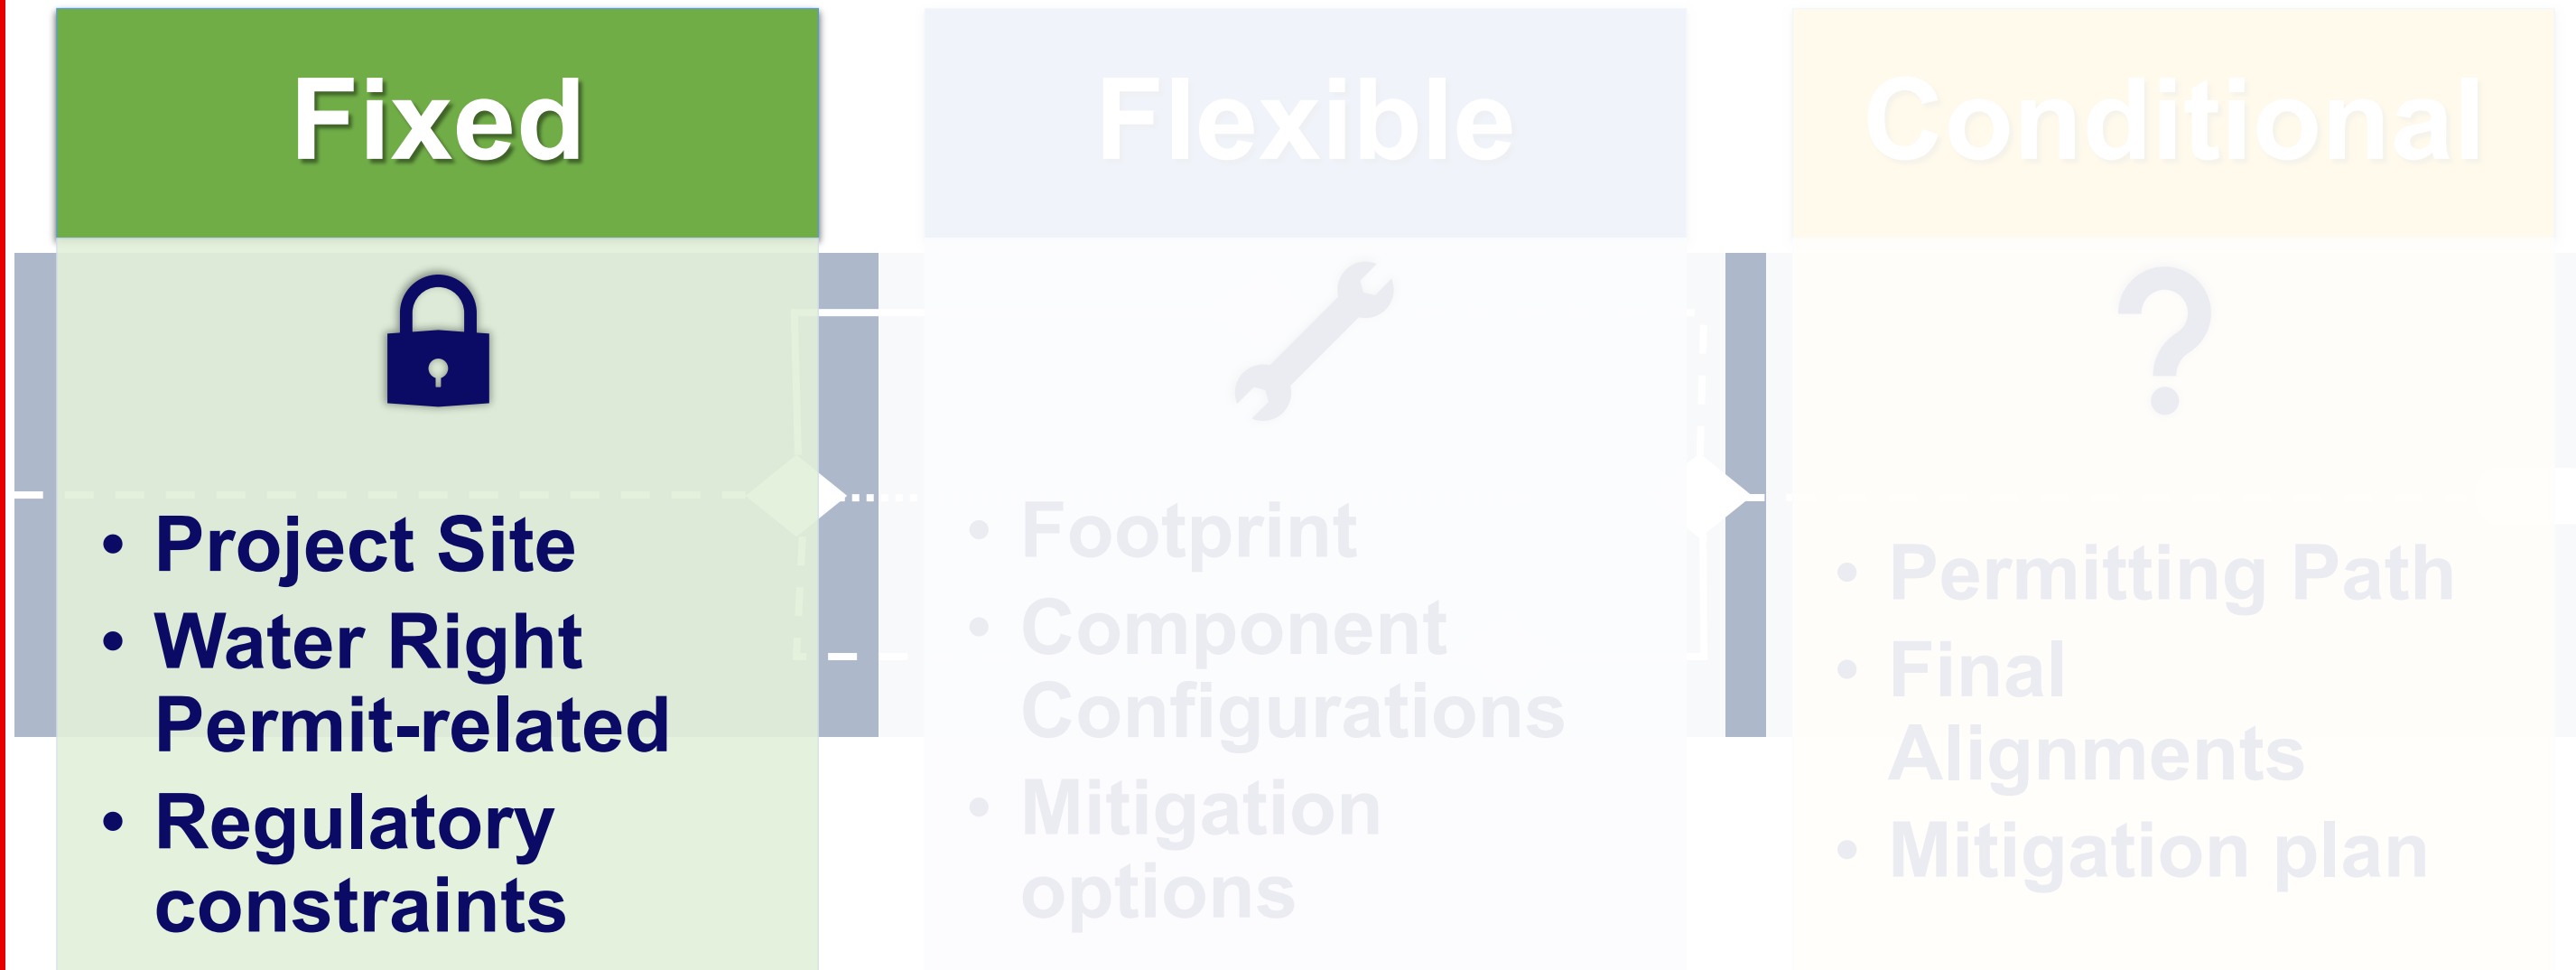 Fixed
• Project Site
• Water Right
Permit-related
• Regulatory
constraints
Flexible
• Footprint
• Component
Configurations
• Mitigation
options
Conditional
• Permitting Path
• Final
Alignments
• Mitigation plan